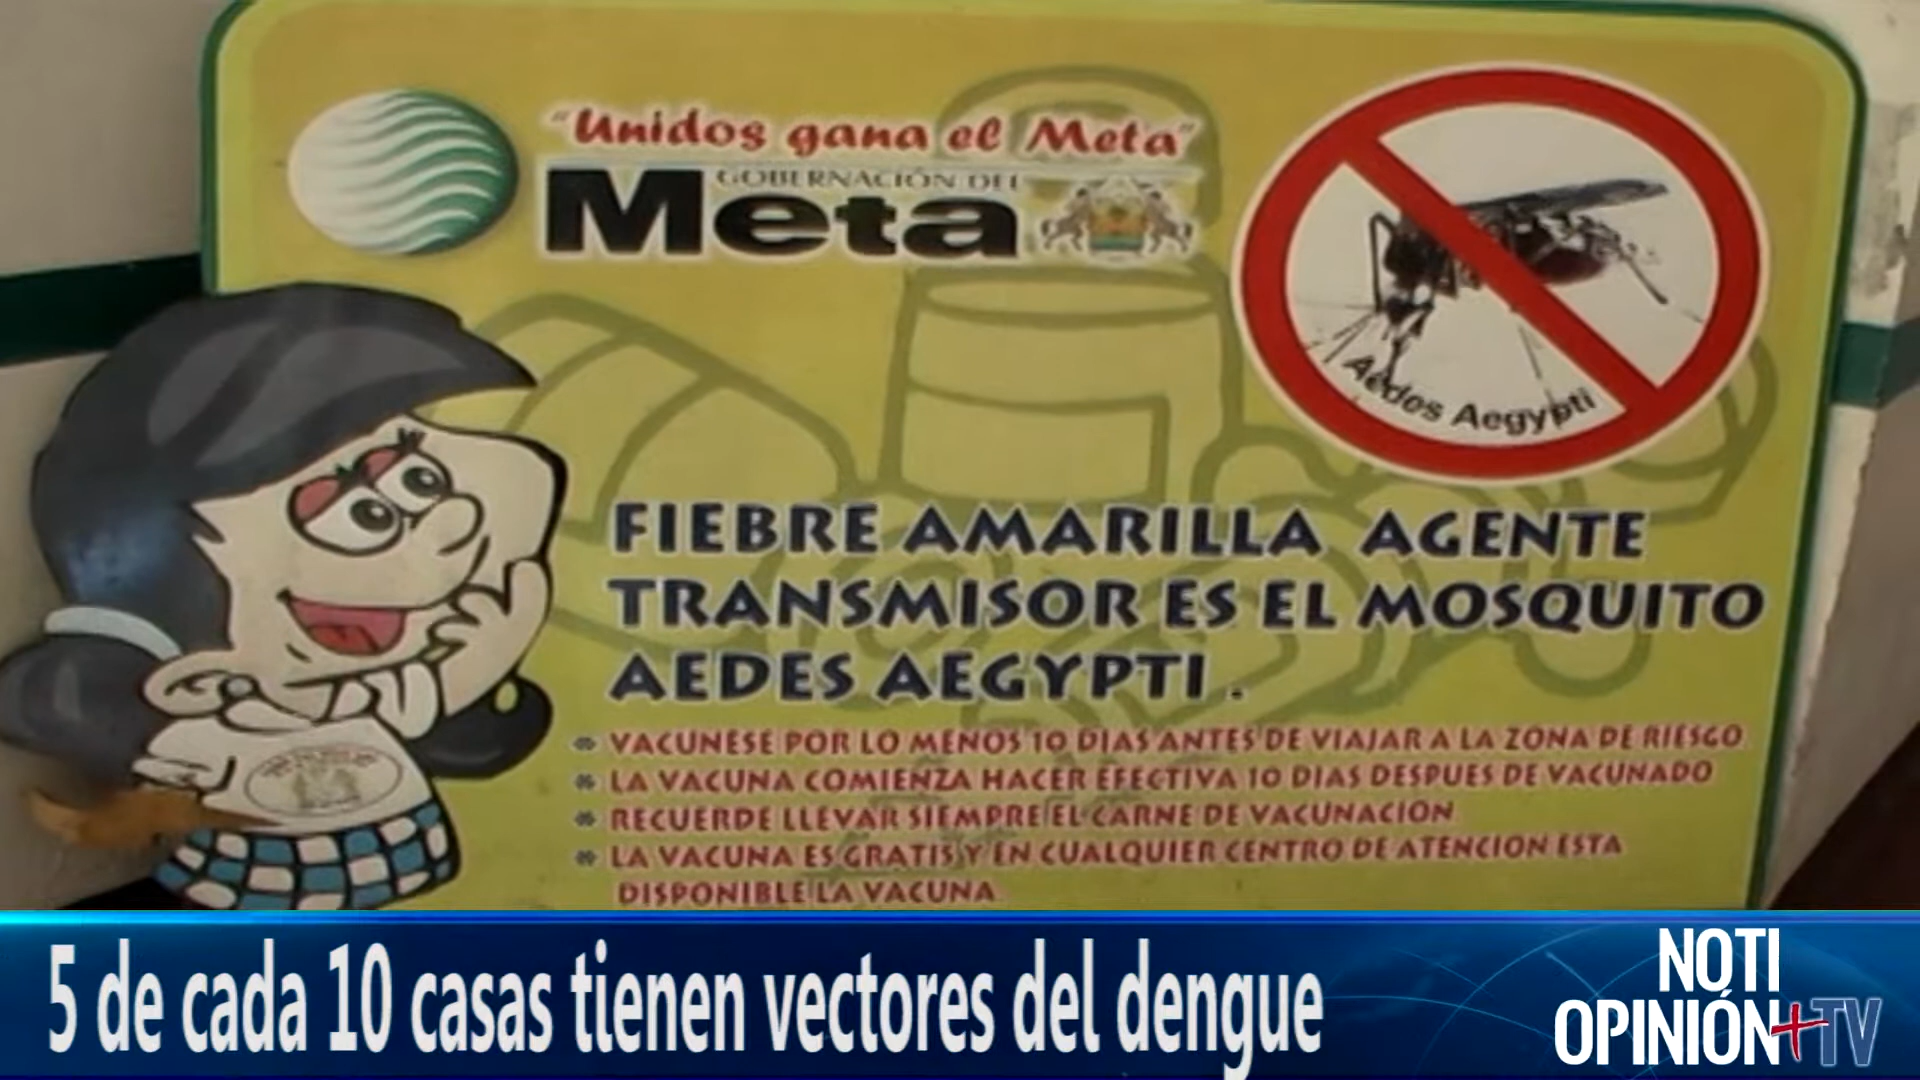 "Unidos gana el Meta"
GOBERNACIÓN DEL
Meta
Aedes Aegypti
FIEBRE AMARILLA AGENTE
TRANSMISOR ES EL MOSQUITO
AEDES AEGYPTI .
VACUNESE POR LO MENOS 10 DIAS ANTES DE VIAJAR A LA ZONA DE RIESGO
LA VACUNA COMIENZA HACER EFECTIVA 10 DIAS DESPUES DE VACUNADO
RECUERDE LLEVAR SIEMPRE EL CARNE DE VACUNACION
LA VACUNA ES GRATIS Y EN CUALQUIER CENTRO DE ATENCION ESTA
DISPONIBLE LA VACUNA
5 de cada 10 casas tienen vectores del dengue
NOTI
OPINIÓN+TV